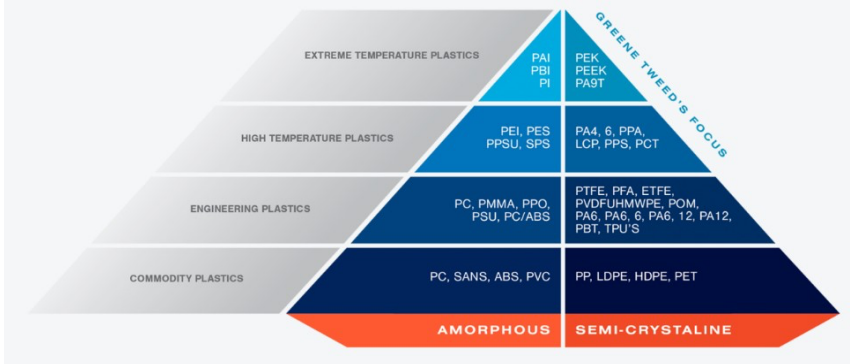 EXTREME TEMPERATURE PLASTICS
PAI
PBI
PI
PEK
PEEK
PA9T
GREENE TWEED'S FOCUS
HIGH TEMPERATURE PLASTICS
PEI, PES
PPSU, SPS
PA4, 6, PPA,
LCP, PPS, PCT
ENGINEERING PLASTICS
PC, PMMA, PPO,
PSU, PC/ABS
PTFE, PFA, ETFE,
PVDFUHMWPE, POM,
PA6, PA6, 6, PA6, 12, PA12,
PBT, TPU'S
COMMODITY PLASTICS
PC, SANS, ABS, PVC
PP, LDPE, HDPE, PET
AMORPHOUS
SEMI-CRYSTALINE